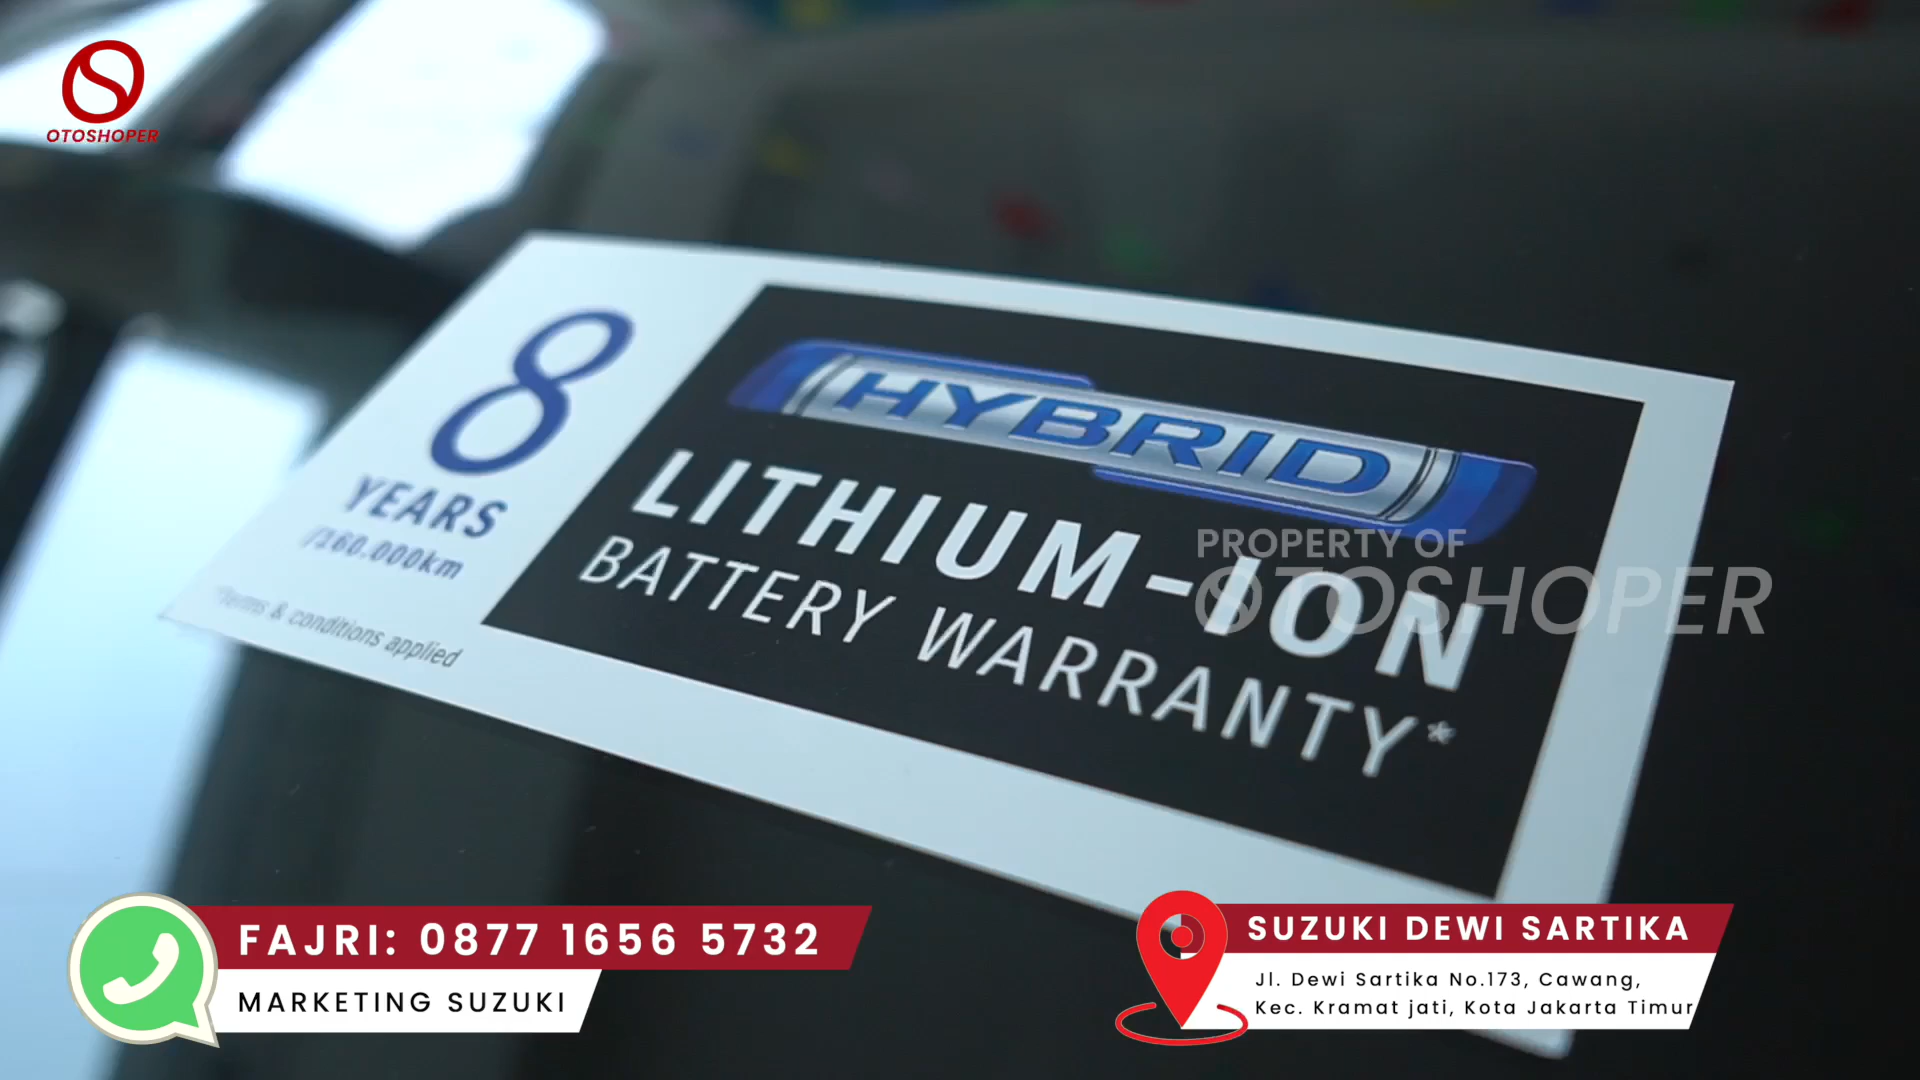 OTOSHOPER
8
YEARS
/160.000km
*Terms & conditions applied
HYBRID
LITHIUM-ION
BATTERY WARRANTY*
PROPERTY OF
OTOSHOPER
FAJRI: 0877 1656 5732
MARKETING SUZUKI
SUZUKI DEWI SARTIKA
Jl. Dewi Sartika No.173, Cawang,
Kec. Kramat jati, Kota Jakarta Timur